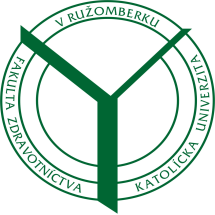 V RUŽOMBERKU
FAKULTA ZDRAVOTNÍCTVA
KATOLÍCKA UNIVERZITA